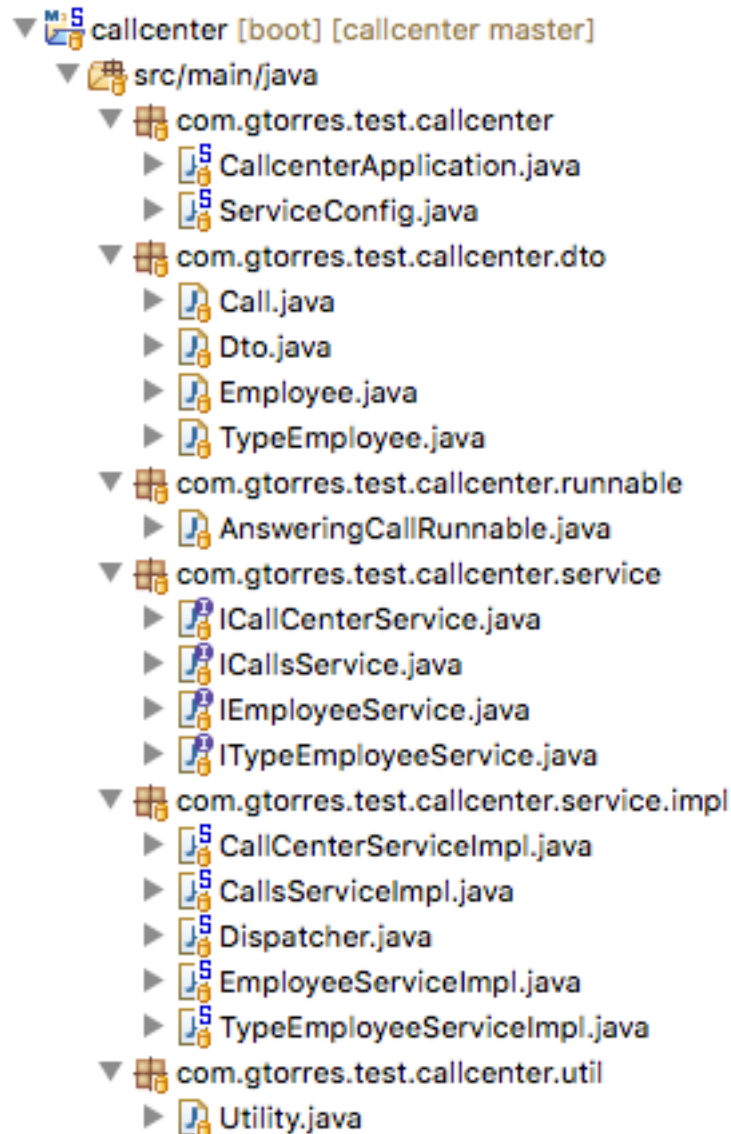 callcenter [boot] [callcenter master]
src/main/java
com.gtorres.test.callcenter
CallcenterApplication.java
ServiceConfig.java
com.gtorres.test.callcenter.dto
Call.java
Dto.java
Employee.java
TypeEmployee.java
com.gtorres.test.callcenter.runnable
AnsweringCallRunnable.java
com.gtorres.test.callcenter.service
ICallCenterService.java
ICallsService.java
IEmployeeService.java
ITypeEmployeeService.java
com.gtorres.test.callcenter.service.impl
CallCenterServiceImpl.java
CallsServiceImpl.java
Dispatcher.java
EmployeeServiceImpl.java
TypeEmployeeServiceImpl.java
com.gtorres.test.callcenter.util
Utility.java